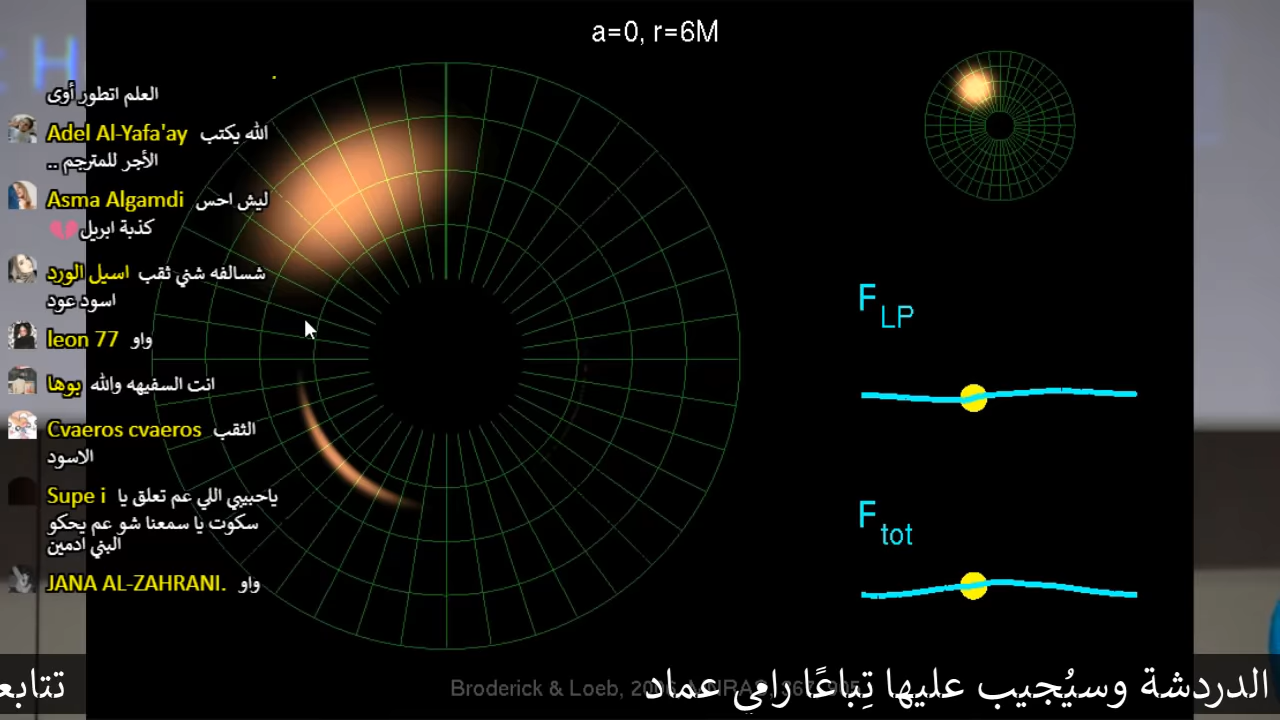 a=0, r=6M
العلم اتطور أوى
Adel Al-Yafa'ay الله يكتب
الأجر للمترجم ..
Asma Algamdi ليش احس
كذبة ابريل
اسيل الورد شسالفه شني ثقب
اسود عود
leon 77 واو
بوها انت السفيهه والله
Cvaeros cvaeros الثقب
الاسود
Supe i ياحبيبي اللي عم تعلق يا
سكوت يا سمعنا شو عم يحكو
البني ادمين
JANA AL-ZAHRANI. واو
F LP
F tot
Broderick & Loeb,
الدردشة وسيُجيب عليها تِباعًا رامي عماد